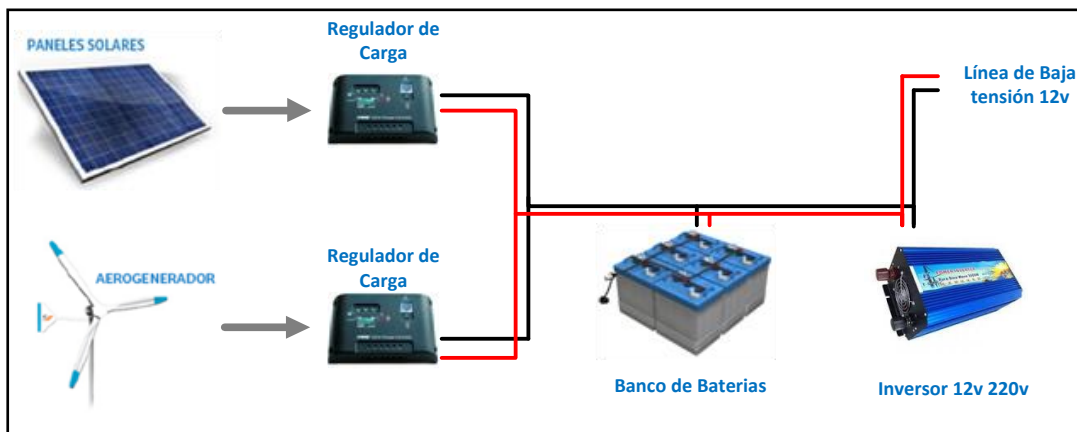 PANELES SOLARES
Regulador de
Carga
Línea de Baja
tensión 12v
AEROGENERADOR
Regulador de
Carga
Banco de Baterias
Inversor 12v 220v